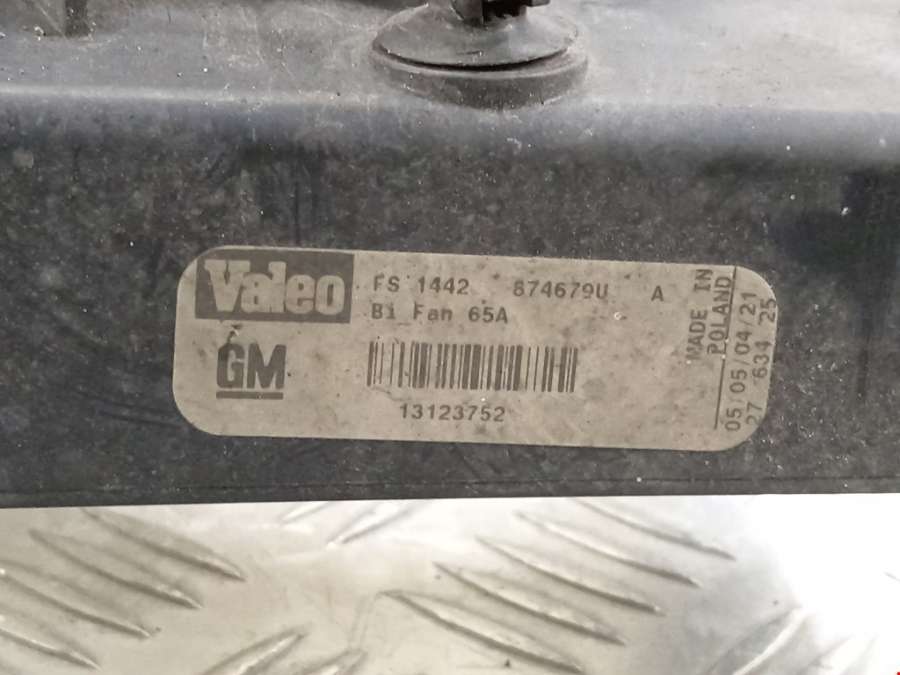 Valeo FS 1442 874679U A
Bi Fan 65A
GM
13123752
MADE IN
POLAND
05/05/04/21
27 634 25